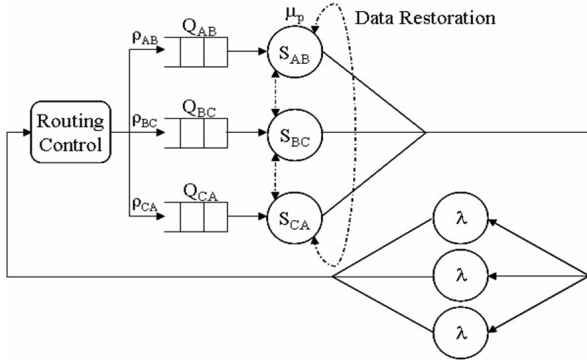 μp
Data Restoration
ρAB
QAB
SAB
Routing
Control
ρBC
QBC
SBC
ρCA
QCA
SCA
λ
λ
λ